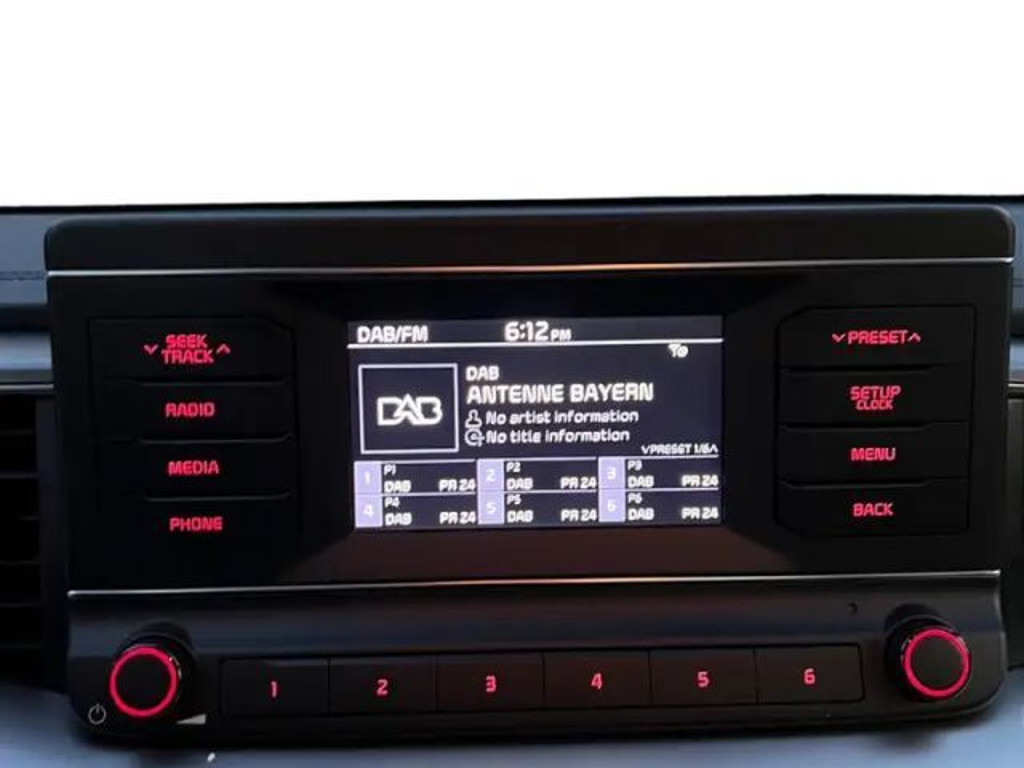 SEEK
TRACK
RADIO
MEDIA
PHONE
DAB/FM 6:12 PM
DAB
DAB
ANTENNE BAYERN
No artist information
No title information
PRESET 1/6
1 P1 DAB PR 24
2 P2 DAB PR 24
3 P3 DAB PR 24
4 P4 DAB PR 24
5 P5 DAB PR 24
6 P6 DAB PR 24
PRESET
SETUP
CLOCK
MENU
BACK
1 2 3 4 5 6